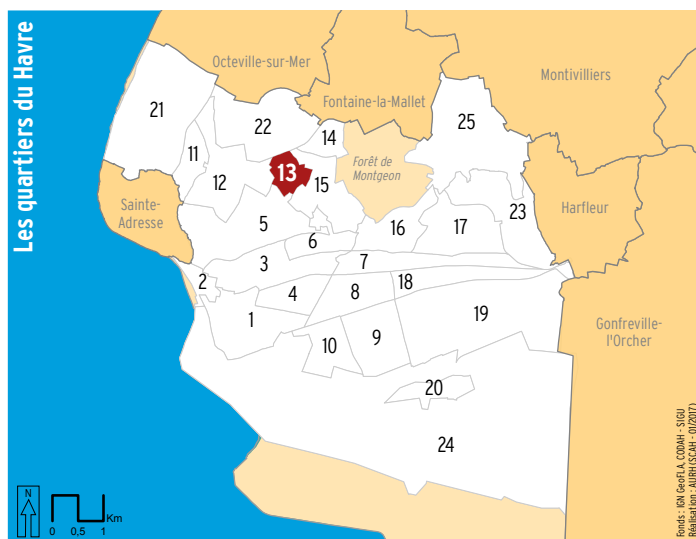 Les quartiers du Havre
Octeville-sur-Mer
Montivilliers
Fontaine-la-Mallet
21
22
14
25
11
Forêt de
Montgeon
12
13
15
Sainte-
Adresse
5
6
16
17
23
Harfleur
3
7
2
4
8
18
1
19
10
9
Gonfreville-
l'Orcher
20
24
N
0 0,5 1 Km
Fonds : IGN GeoFLA, CODAH - SIGU
Réalisation : AURH (SCAH - 01/2017)